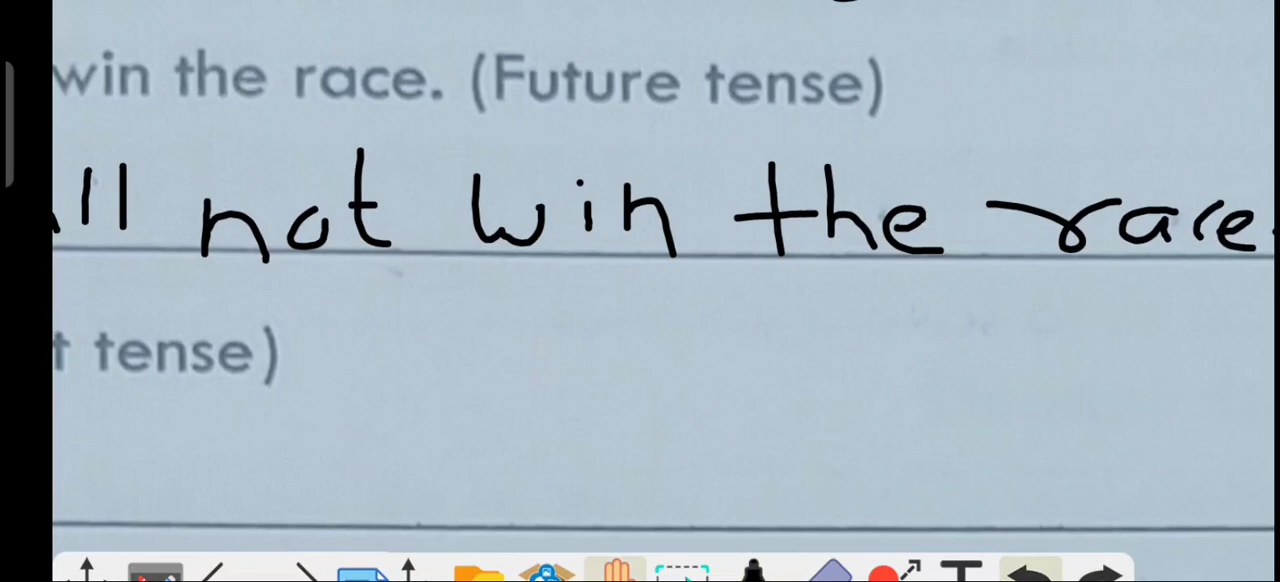 win the race. (Future tense)
ll not win the race.
t tense)